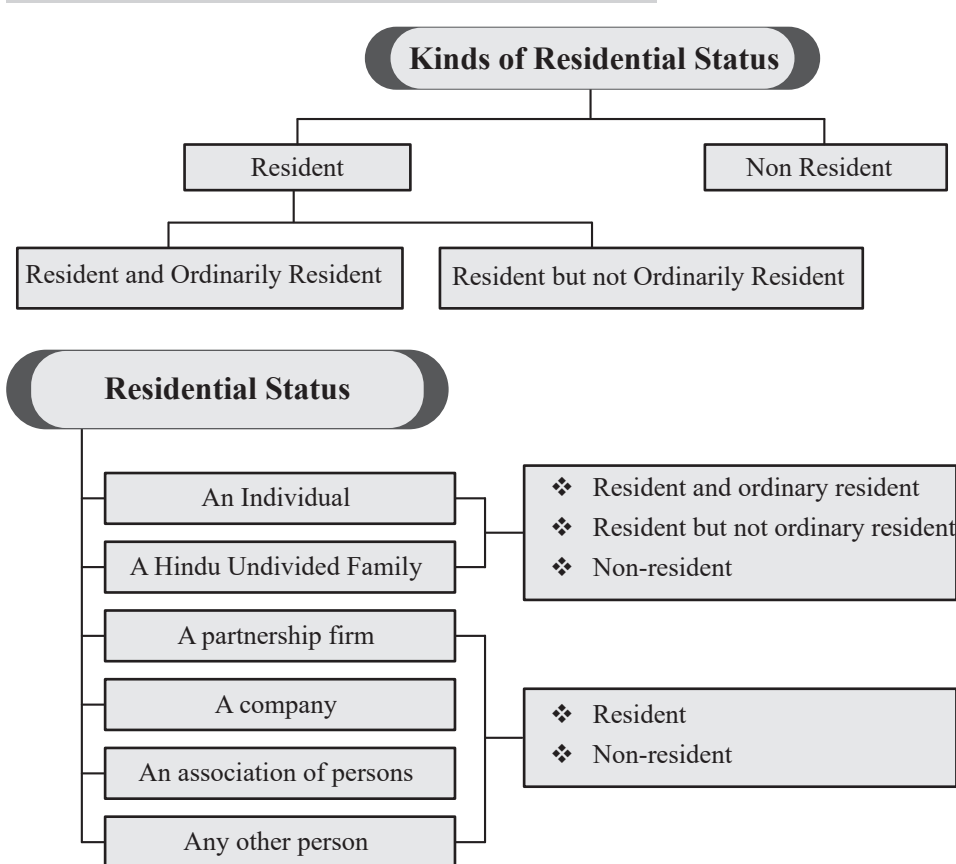 Kinds of Residential Status
Resident
Non Resident
Resident and Ordinarily Resident
Resident but not Ordinarily Resident
Residential Status
An Individual
A Hindu Undivided Family
A partnership firm
A company
An association of persons
Any other person
❖ Resident and ordinary resident
❖ Resident but not ordinary resident
❖ Non-resident
❖ Resident
❖ Non-resident